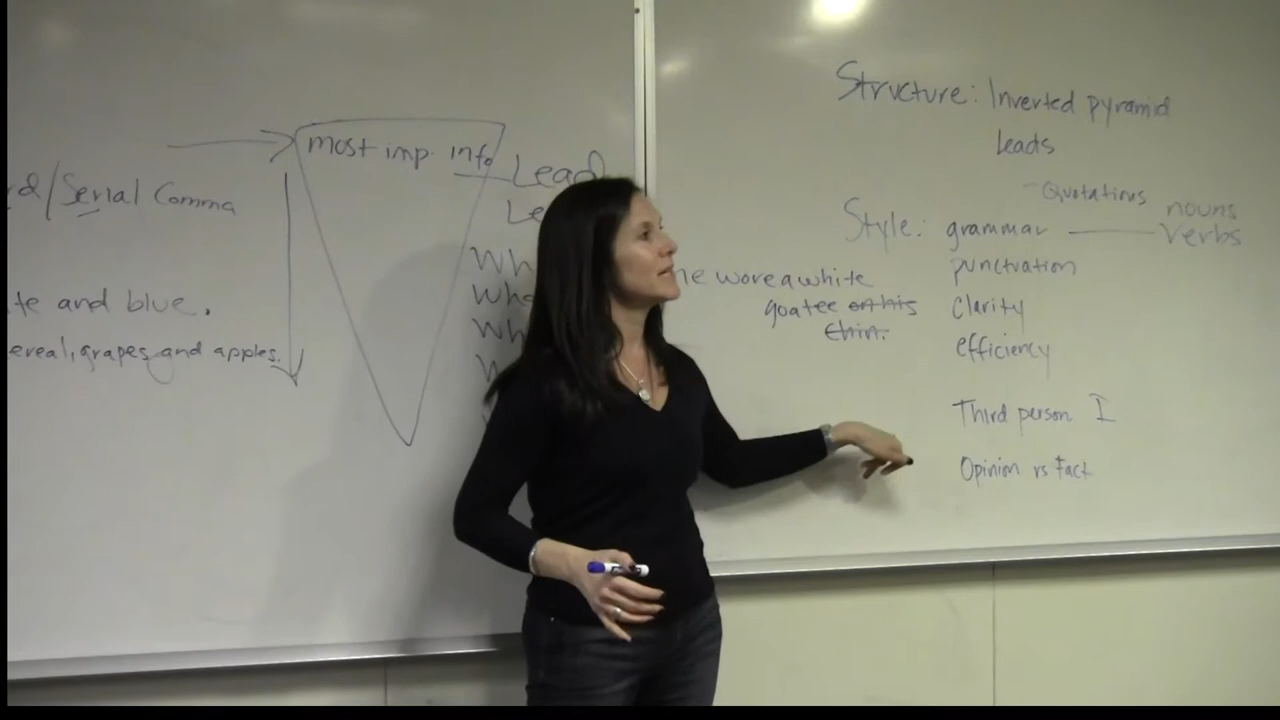 Serial Comma
te and blue.
ereal, grapes and apples.
most imp. info
Lead
Le
Wh
Wh
Wh
W
he wore a white
goatee on his
chin.
Structure: Inverted pyramid
leads
- Quotations
Style: grammar
nouns
verbs
punctuation
Clarity
efficiency
Third person I
Opinion vs fact